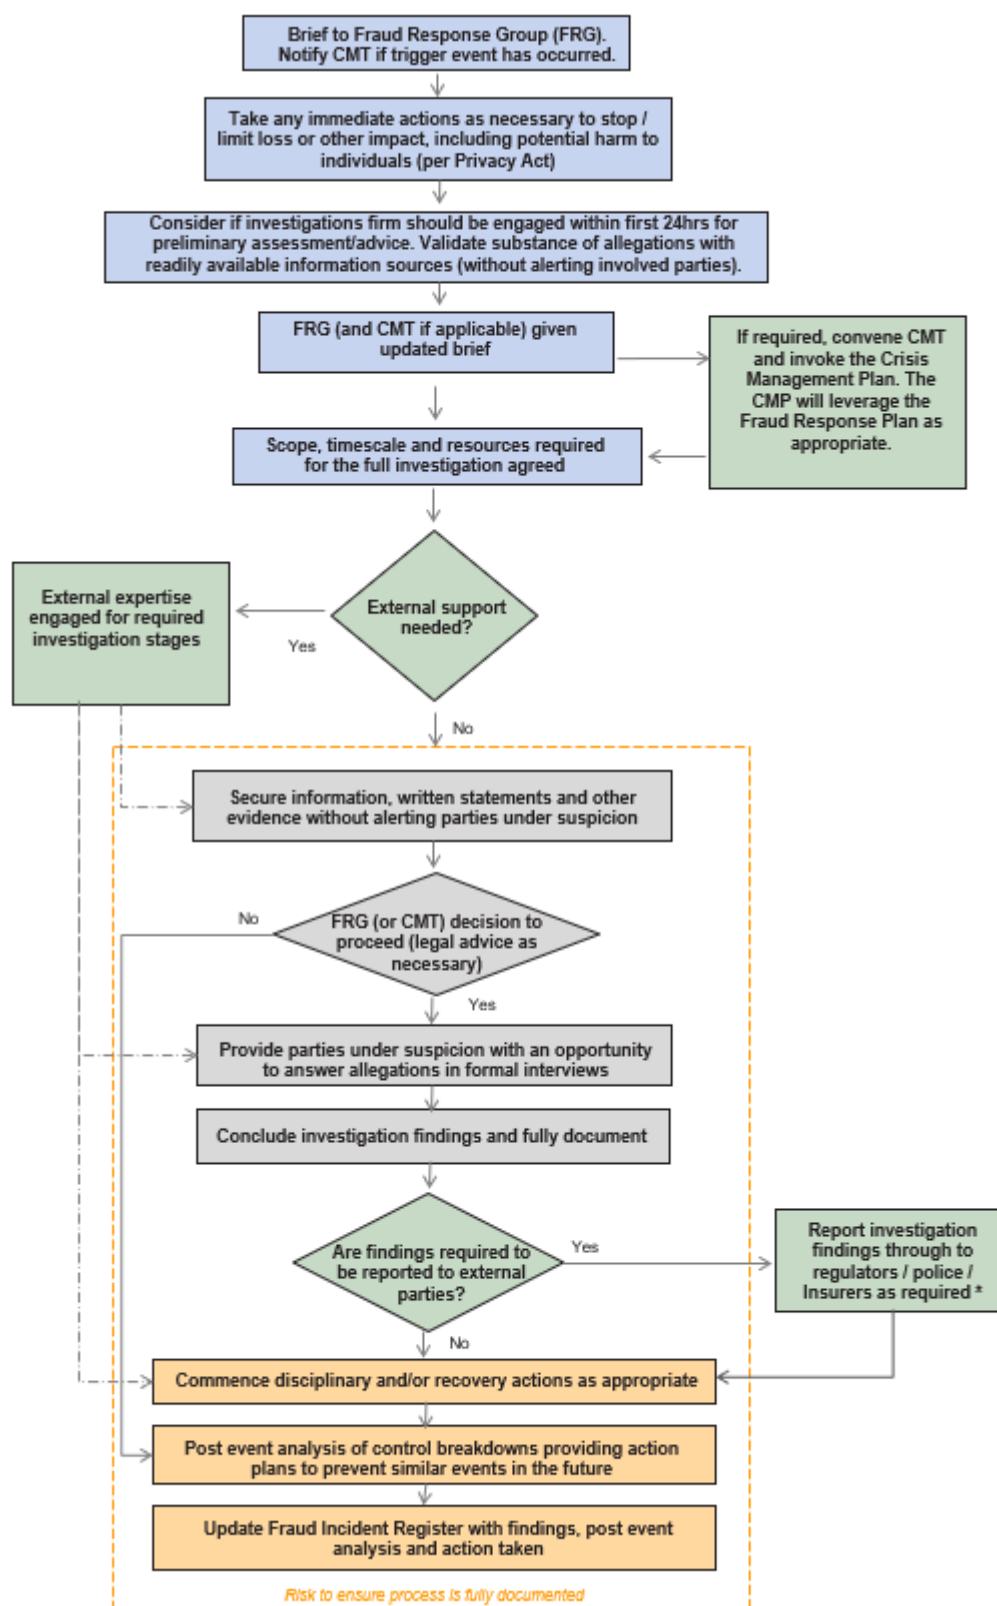 Brief to Fraud Response Group (FRG).
Notify CMT if trigger event has occurred.
Take any immediate actions as necessary to stop /
limit loss or other impact, including potential harm to
individuals (per Privacy Act)
Consider if investigations firm should be engaged within first 24hrs for
preliminary assessment/advice. Validate substance of allegations with
readily available information sources (without alerting involved parties).
FRG (and CMT if applicable) given
updated brief
If required, convene CMT
and invoke the Crisis
Management Plan. The
CMP will leverage the
Fraud Response Plan as
appropriate.
Scope, timescale and resources required
for the full investigation agreed
External support
needed?
Yes
External expertise
engaged for required
investigation stages
No
Secure information, written statements and other
evidence without alerting parties under suspicion
FRG (or CMT) decision to
proceed (legal advice as
necessary)
No
Yes
Provide parties under suspicion with an opportunity
to answer allegations in formal interviews
Conclude investigation findings and fully document
Are findings required to
be reported to external
parties?
Yes
Report investigation
findings through to
regulators / police /
Insurers as required *
No
Commence disciplinary and/or recovery actions as appropriate
Post event analysis of control breakdowns providing action
plans to prevent similar events in the future
Update Fraud Incident Register with findings, post event
analysis and action taken
Risk to ensure process is fully documented